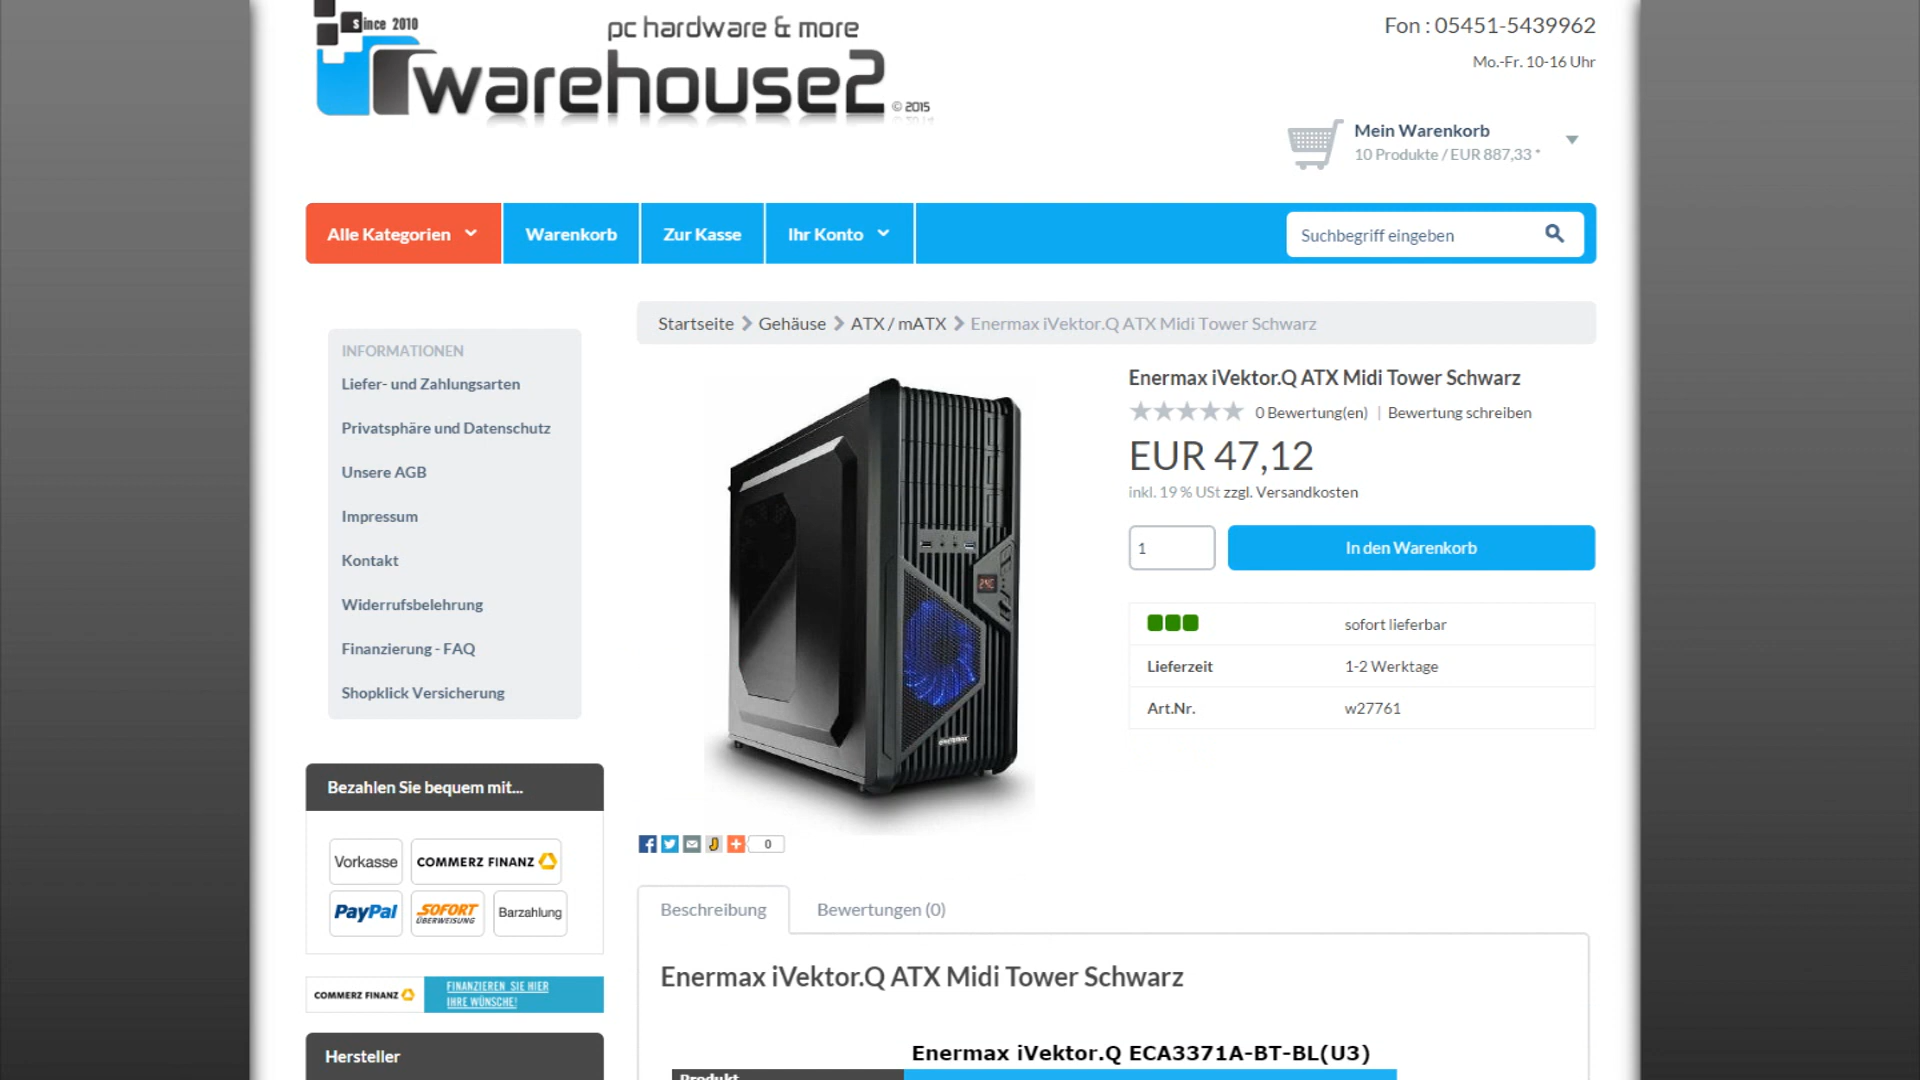 since 2010
pc hardware & more
warehouse2
© 2015
Fon : 05451-5439962
Mo.-Fr. 10-16 Uhr
Mein Warenkorb
10 Produkte / EUR 887,33 *
Alle Kategorien
Warenkorb
Zur Kasse
Ihr Konto
Suchbegriff eingeben
Startseite > Gehäuse > ATX / mATX > Enermax iVektor.Q ATX Midi Tower Schwarz
INFORMATIONEN
Liefer- und Zahlungsarten
Privatsphäre und Datenschutz
Unsere AGB
Impressum
Kontakt
Widerrufsbelehrung
Finanzierung - FAQ
Shopklick Versicherung
Enermax iVektor.Q ATX Midi Tower Schwarz
0 Bewertung(en) | Bewertung schreiben
EUR 47,12
inkl. 19 % USt zzgl. Versandkosten
1
In den Warenkorb
sofort lieferbar
Lieferzeit 1-2 Werktage
Art.Nr. w27761
Bezahlen Sie bequem mit...
Vorkasse
COMMERZ FINANZ
PayPal
SOFORT
ÜBERWEISUNG
Barzahlung
COMMERZ FINANZ
FINANZIEREN SIE HIER
IHRE WÜNSCHE!
Hersteller
0
Beschreibung
Bewertungen (0)
Enermax iVektor.Q ATX Midi Tower Schwarz
Enermax iVektor.Q ECA3371A-BT-BL(U3)
Produkt